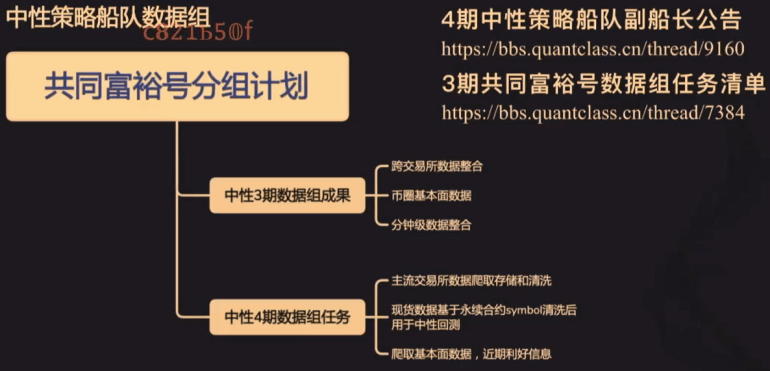 中性策略船队数据组
c821b50f
共同富裕号分组计划
4期中性策略船队副船长公告
https://bbs.quantclass.cn/thread/9160
3期共同富裕号数据组任务清单
https://bbs.quantclass.cn/thread/7384
中性3期数据组成果
跨交易所数据整合
币圈基本面数据
分钟级数据整合
中性4期数据组任务
主流交易所数据爬取存储和清洗
现货数据基于永续合约symbol清洗后
用于中性回测
爬取基本面数据，近期利好信息